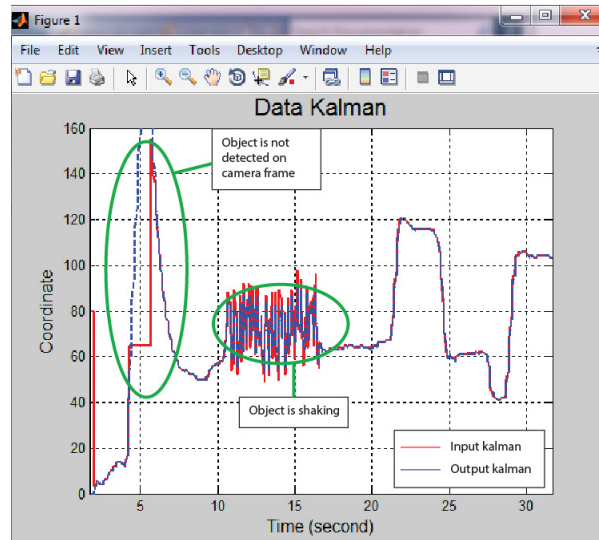 Figure 1
File Edit View Insert Tools Desktop Window Help
Data Kalman
Object is not
detected on
camera frame
Object is shaking
Input kalman
Output kalman
Coordinate
160
140
120
100
80
60
40
20
0
5 10 15 20 25 30
Time (second)